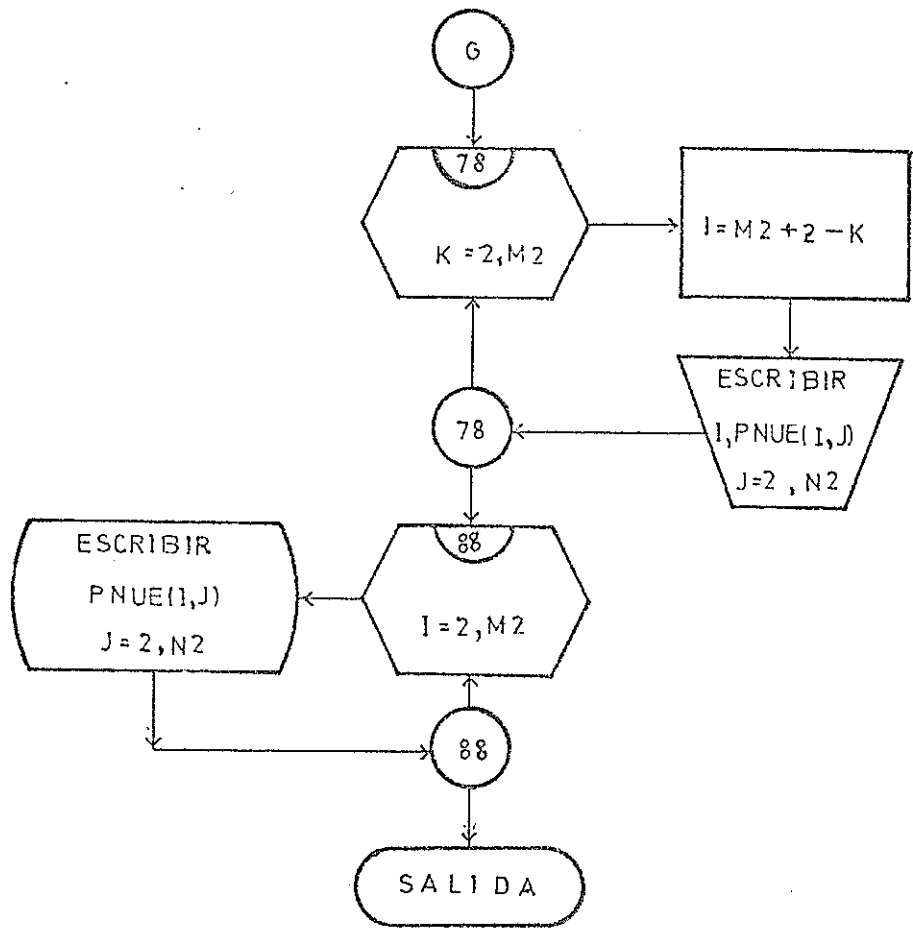 G
78
K = 2, M2
I = M2 + 2 - K
ESCRIBIR
I, PNUE(I,J)
J=2, N2
78
88
I = 2, M2
ESCRIBIR
PNUE(I,J)
J=2, N2
88
SALIDA